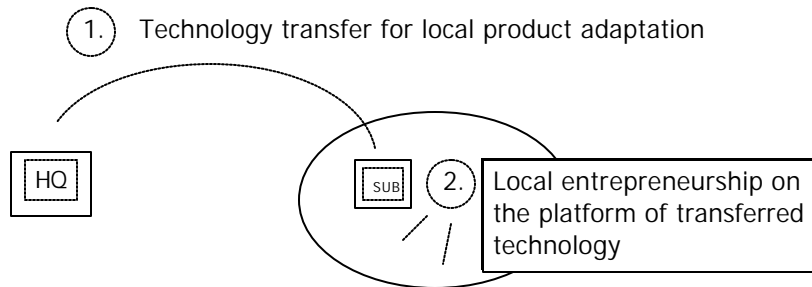 1. Technology transfer for local product adaptation
HQ
SUB
2.
Local entrepreneurship on
the platform of transferred
technology